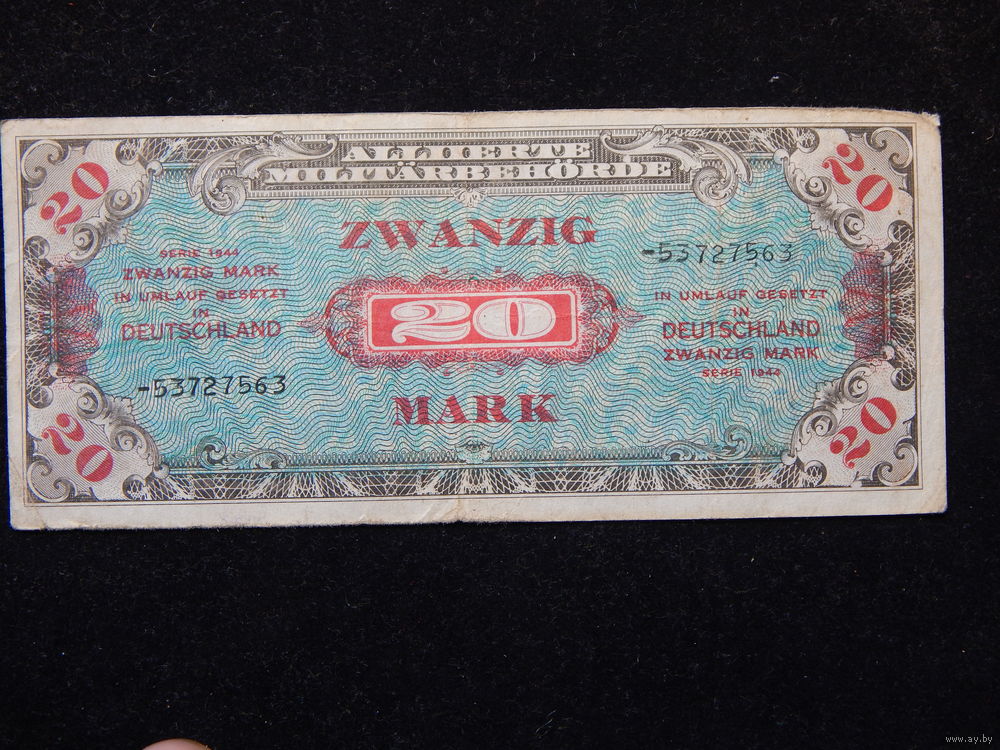 20
ALLIIERTE
MILITÄRBEHÖRDE
20
ZWANZIG
-53727563
SERIE 1944
ZWANZIG MARK
IN UMLAUF GESETZT
IN
DEUTSCHLAND
-53727563
20
IN UMLAUF GESETZT
IN
DEUTSCHLAND
ZWANZIG MARK
SERIE 1944
MARK
20
20
www.ay.by